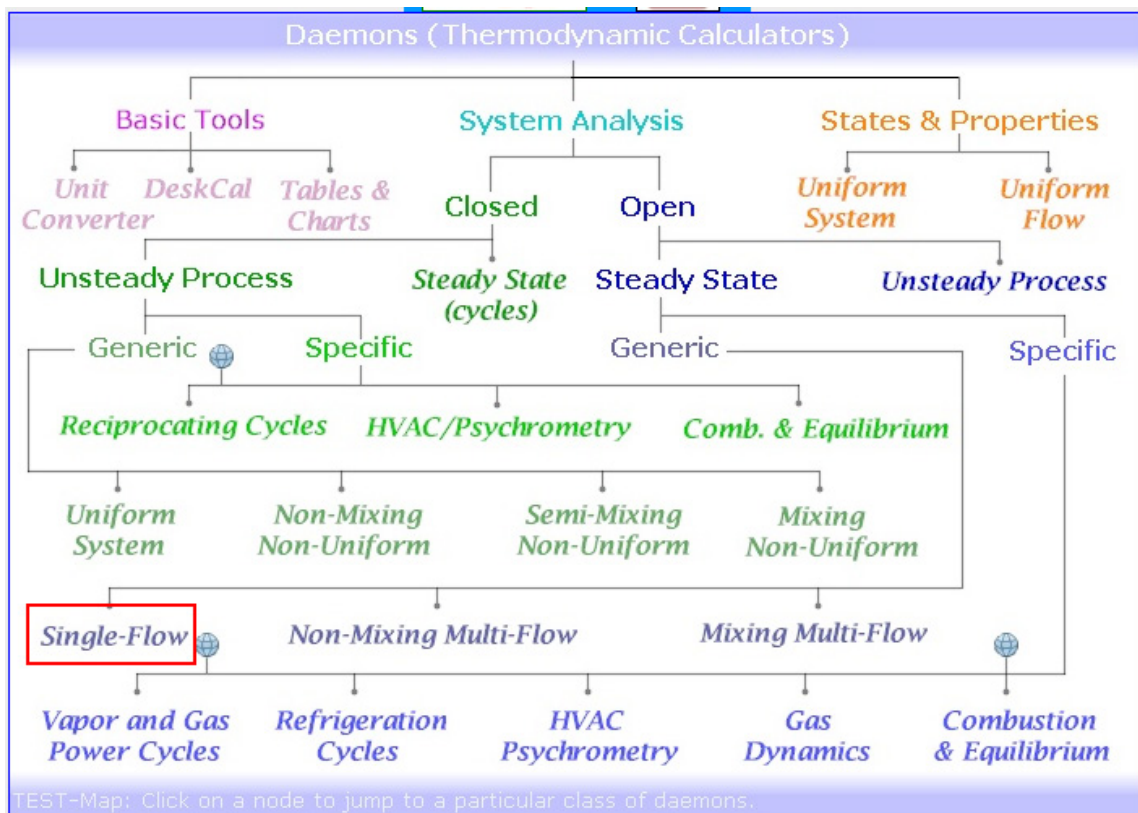 Daemons (Thermodynamic Calculators)
Basic Tools
System Analysis
States & Properties
Unit
Converter
DeskCal
Tables &
Charts
Closed
Open
Uniform
System
Uniform
Flow
Unsteady Process
Steady State
(cycles)
Steady State
Unsteady Process
Generic
Specific
Generic
Specific
Reciprocating Cycles
HVAC/Psychrometry
Comb. & Equilibrium
Uniform
System
Non-Mixing
Non-Uniform
Semi-Mixing
Non-Uniform
Mixing
Non-Uniform
Single-Flow
Non-Mixing Multi-Flow
Mixing Multi-Flow
Vapor and Gas
Power Cycles
Refrigeration
Cycles
HVAC
Psychrometry
Gas
Dynamics
Combustion
& Equilibrium
TEST-Map: Click on a node to jump to a particular class of daemons.